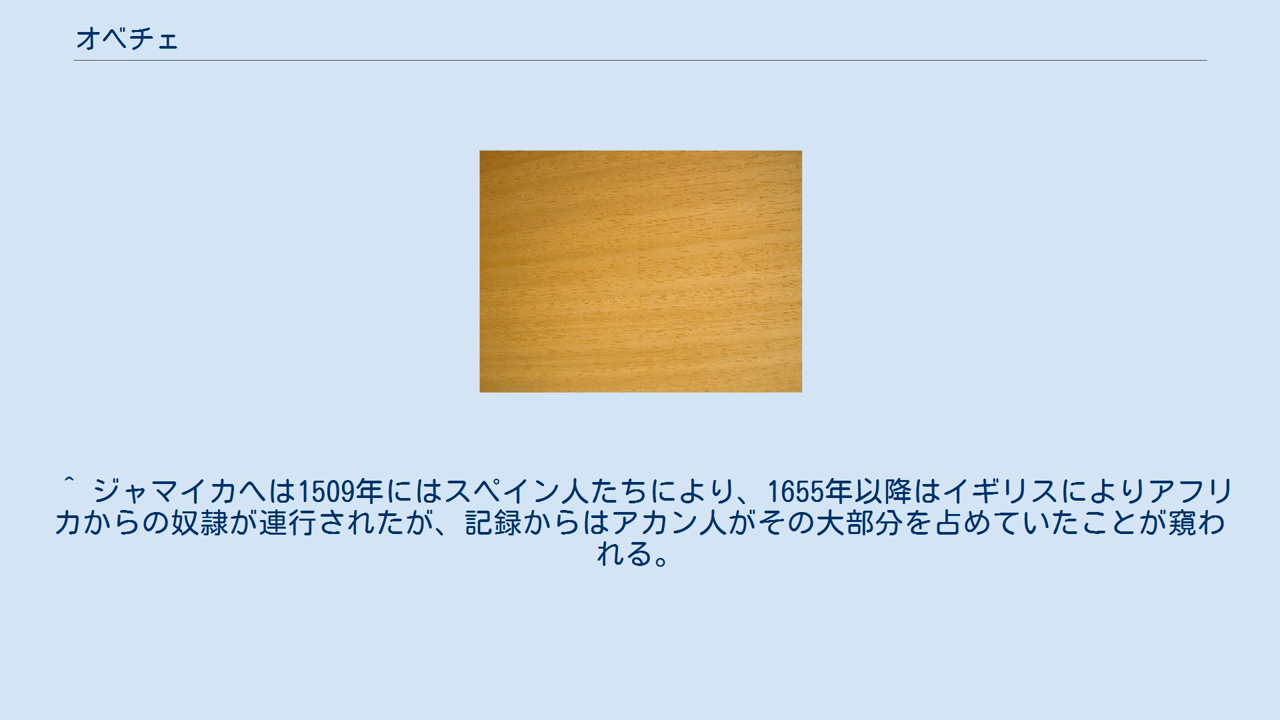 オベチェ
^ ジャマイカへは1509年にはスペイン人たちにより、1655年以降はイギリスによりアフリ
カからの奴隷が連行されたが、記録からはアカン人がその大部分を占めていたことが窺わ
れる。